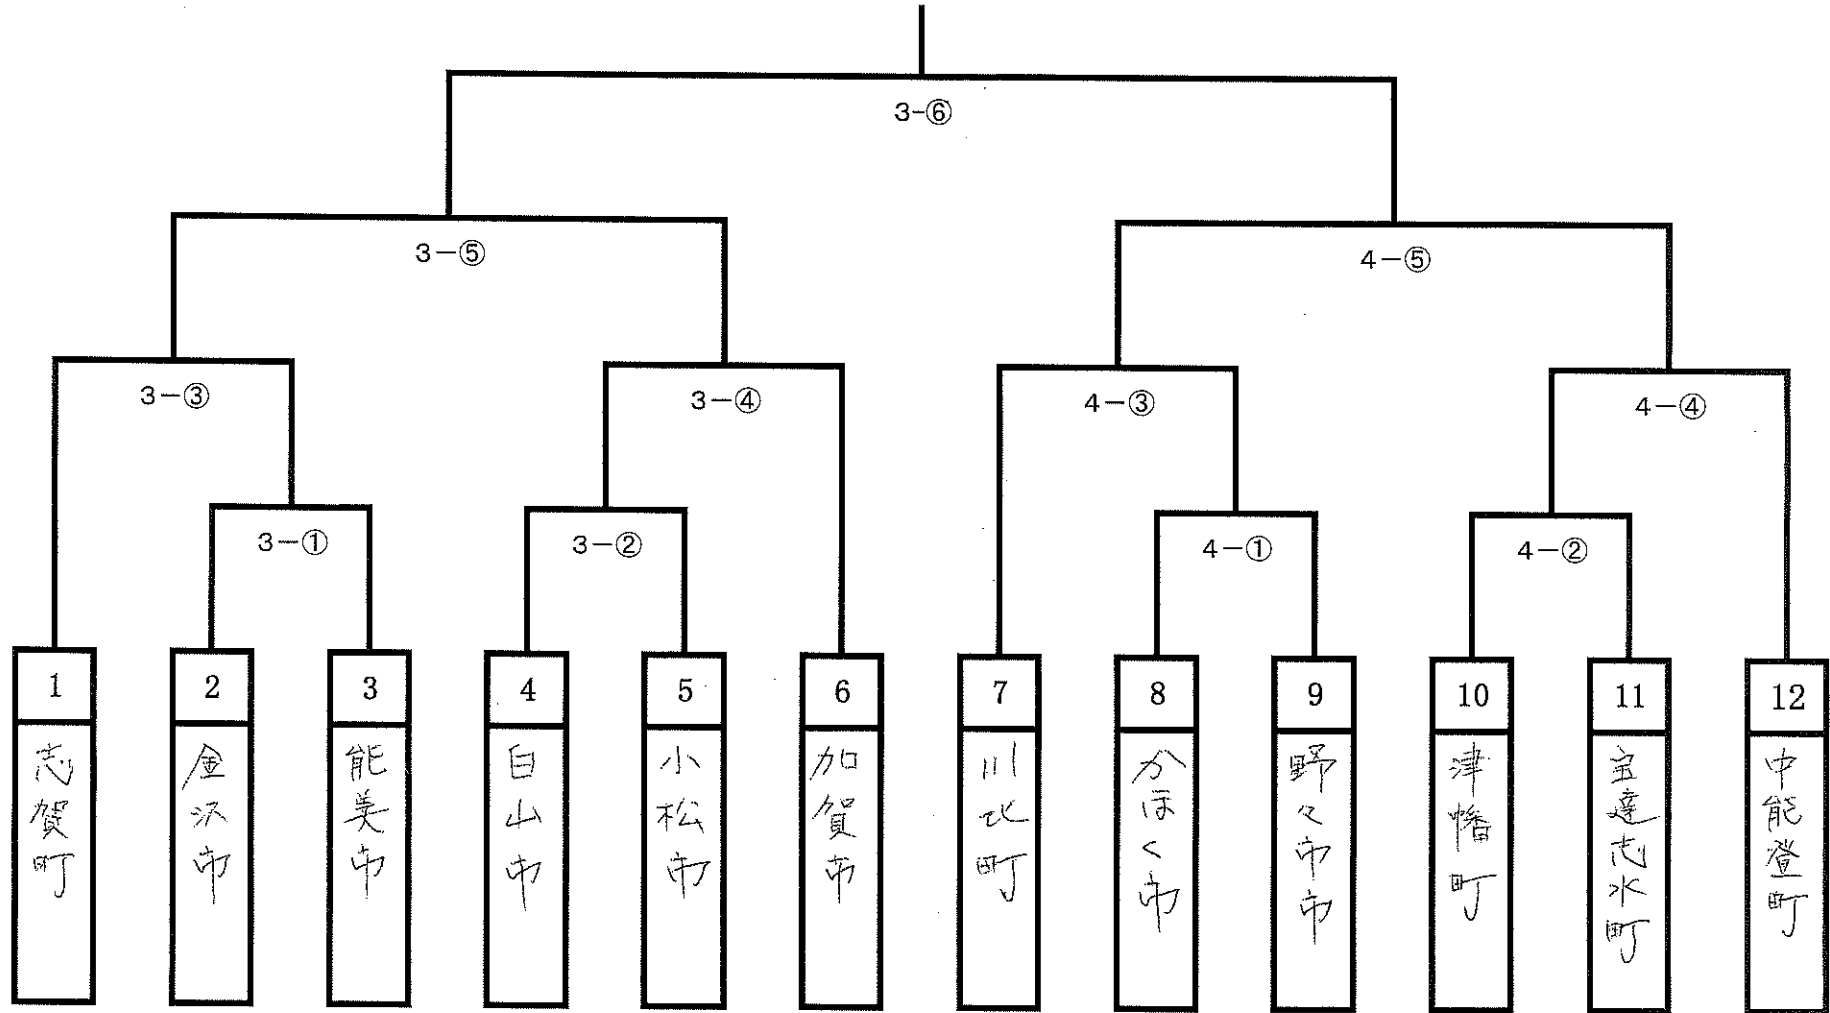 3-⑥
3-⑤
4-⑤
3-③
3-④
4-③
4-④
3-①
3-②
4-①
4-②
1
2
3
4
5
6
7
8
9
10
11
12
志賀町
金沢市
能美市
白山市
小松市
加賀市
川北町
かほく市
野々市市
津幡町
宝達志水町
中能登町